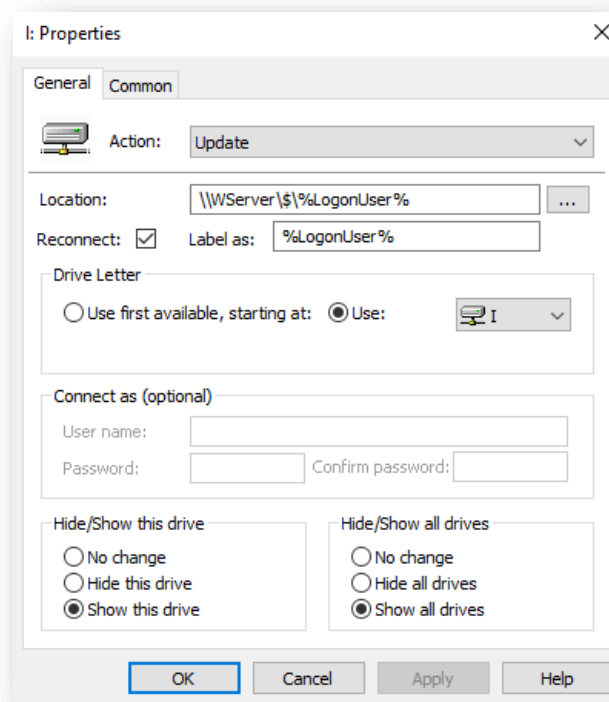 I: Properties
General Common
Action: Update
Location: \\WServer\$\%LogonUser% ...
Reconnect: Label as: %LogonUser%
Drive Letter
Use first available, starting at: Use: I
Connect as (optional)
User name:
Password: Confirm password:
Hide/Show this drive Hide/Show all drives
No change No change
Hide this drive Hide all drives
Show this drive Show all drives
OK Cancel Apply Help